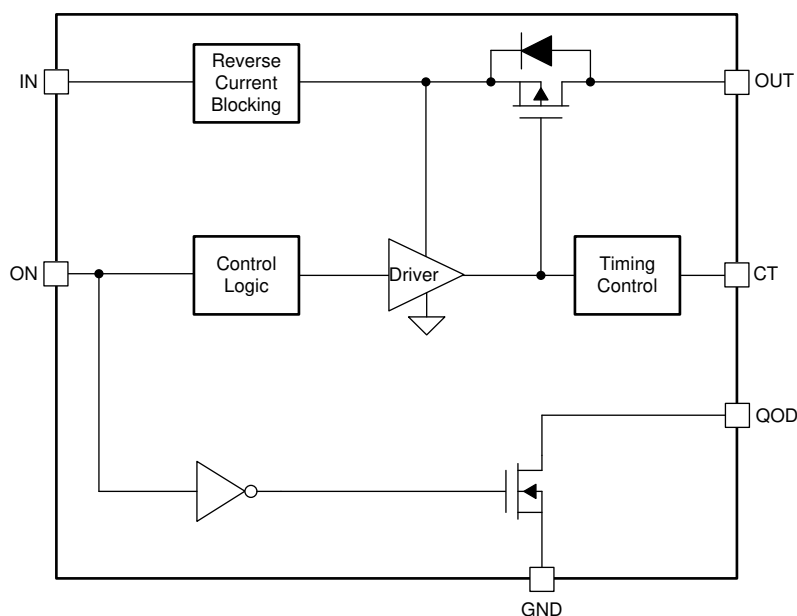 IN
Reverse
Current
Blocking
OUT
ON
Control
Logic
Driver
Timing
Control
CT
QOD
GND